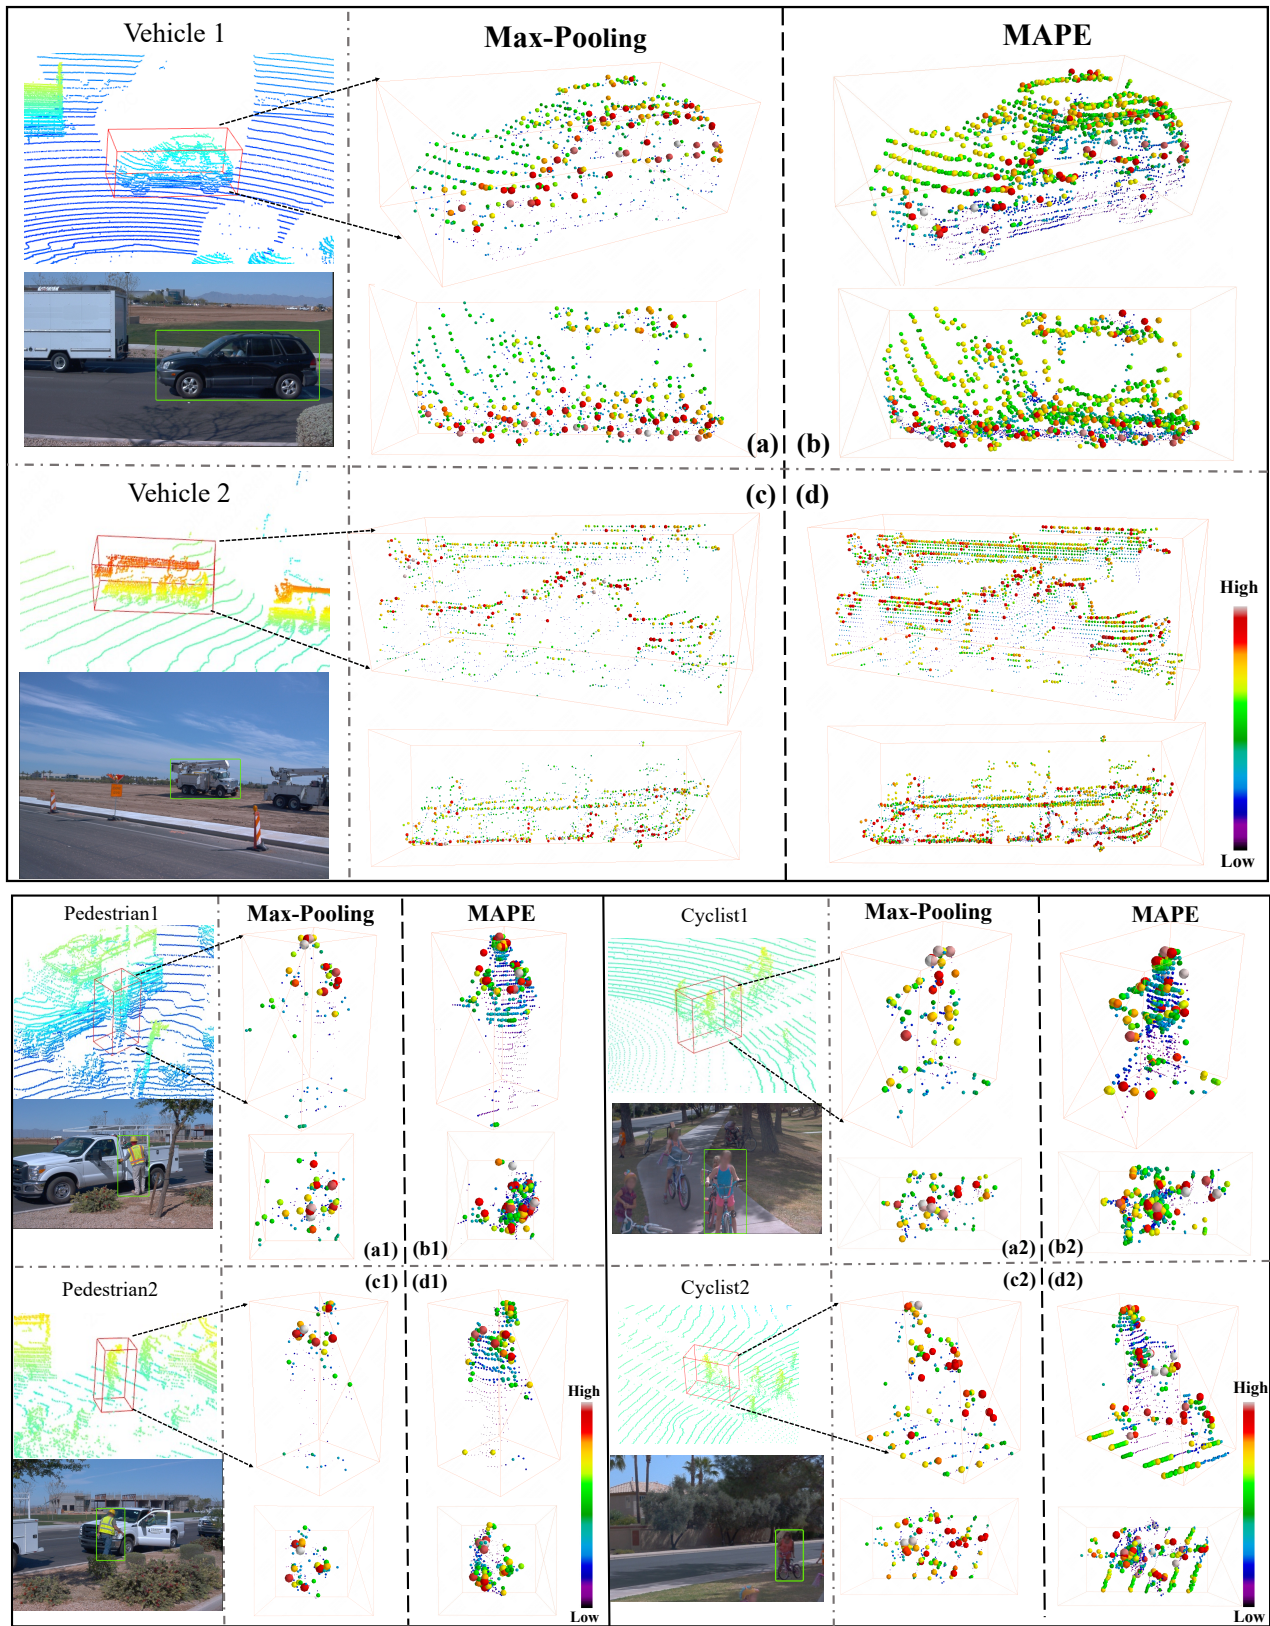 Vehicle 1
Max-Pooling
MAPE
(a)
(b)
Vehicle 2
(c)
(d)
High
Low
Pedestrian1
Max-Pooling
MAPE
Cyclist1
Max-Pooling
MAPE
(a1)
(b1)
(a2)
(b2)
Pedestrian2
(c1)
(d1)
Cyclist2
(c2)
(d2)
High
Low
High
Low